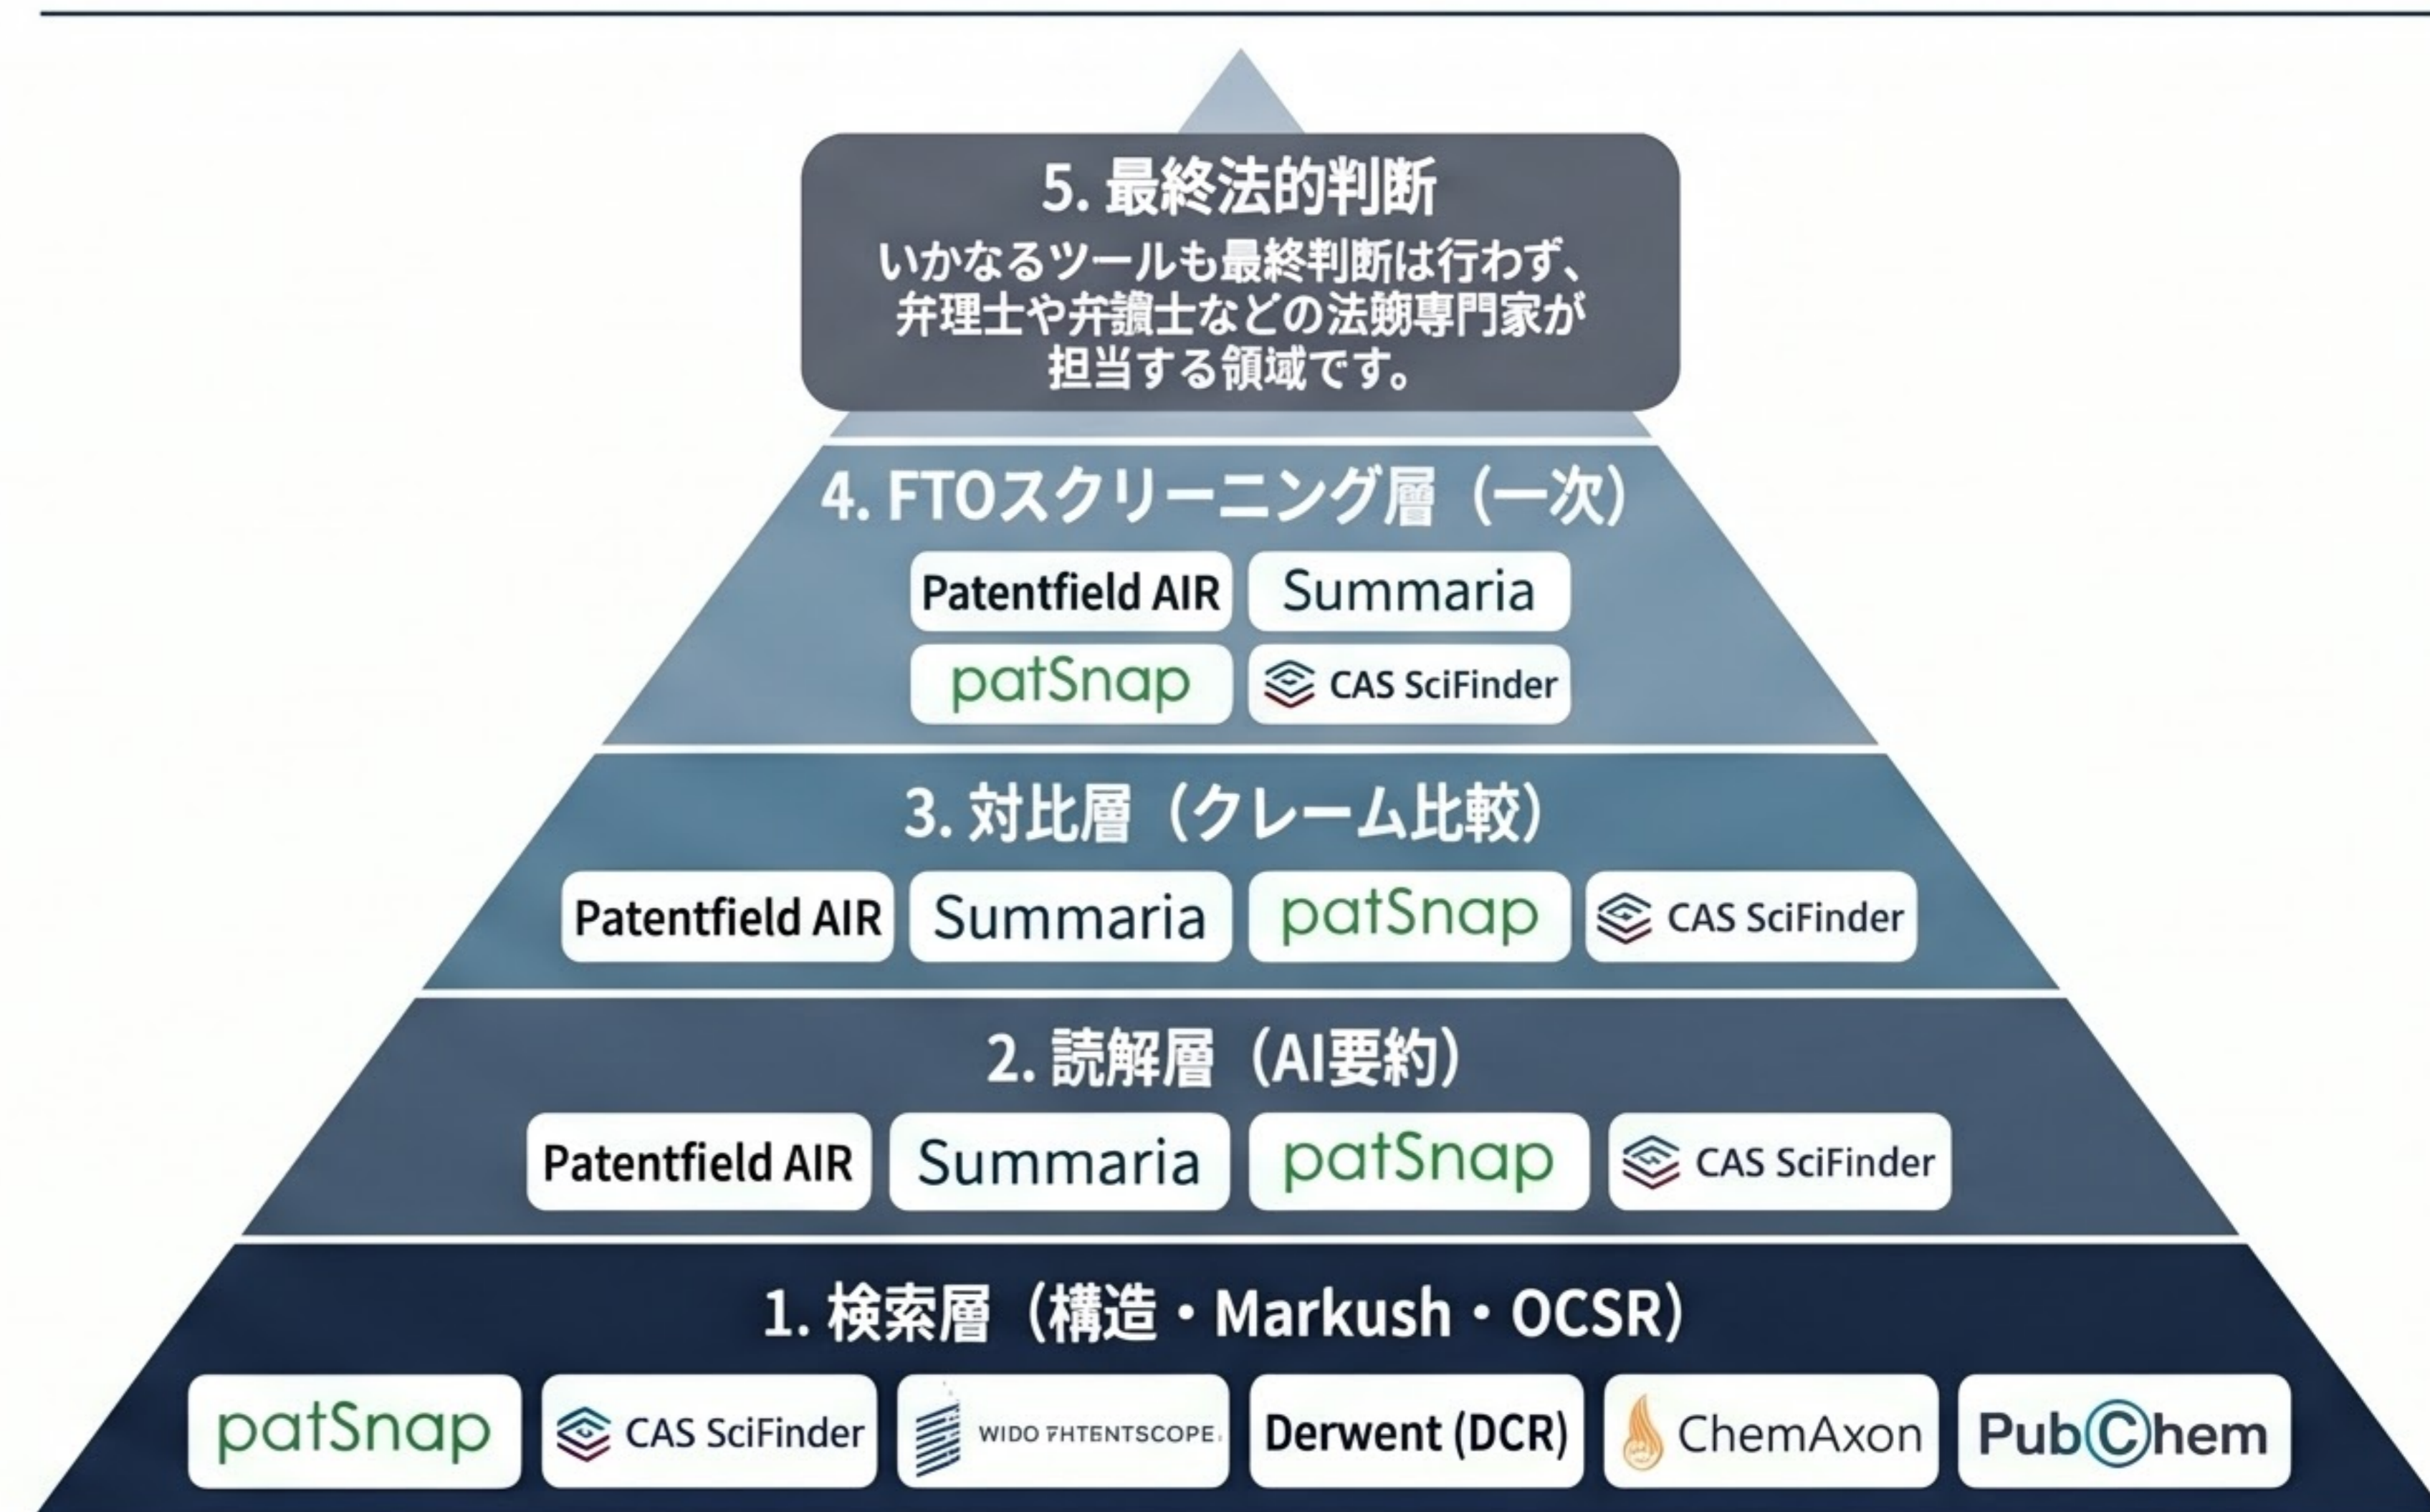 5. 最終法的判断
いかなるツールも最終判断は行わず、
弁理士や弁士などの法専門家が
担当する領域です。
4. FTOスクリーニング層（一次）
Patentfield AIR
Summaria
patSnap
CAS SciFinder
3. 対比層（クレーム比較）
Patentfield AIR
Summaria
patSnap
CAS SciFinder
2. 読解層（AI要約）
Patentfield AIR
Summaria
patSnap
CAS SciFinder
1. 検索層（構造・Markush・OCSR）
patSnap
CAS SciFinder
WIDO FHTENTSCOPE
Derwent (DCR)
ChemAxon
PubChem